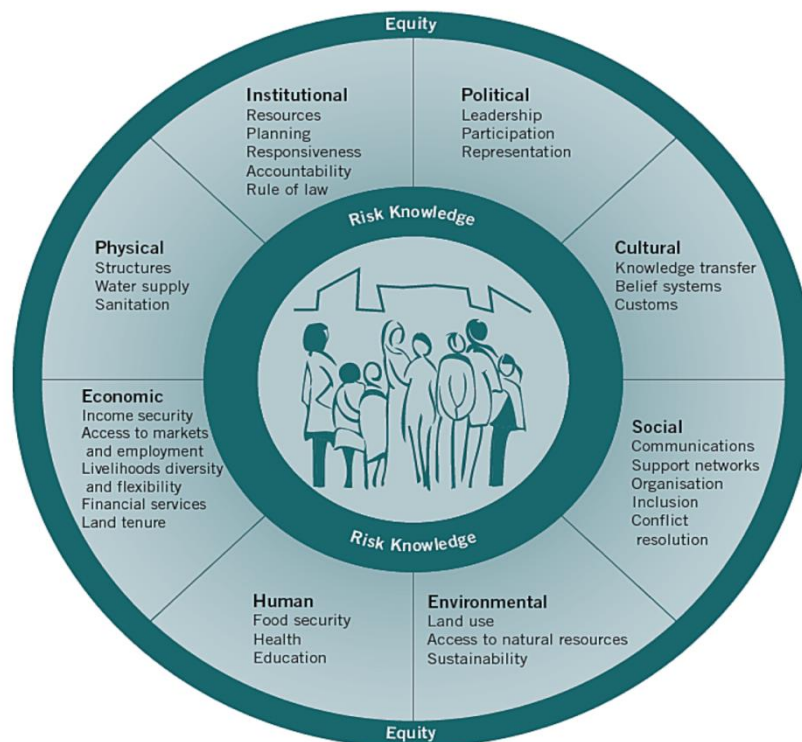 Equity
Institutional
Resources
Planning
Responsiveness
Accountability
Rule of law
Political
Leadership
Participation
Representation
Risk Knowledge
Physical
Structures
Water supply
Sanitation
Cultural
Knowledge transfer
Belief systems
Customs
Economic
Income security
Access to markets
and employment
Livelihoods diversity
and flexibility
Financial services
Land tenure
Social
Communications
Support networks
Organisation
Inclusion
Conflict
resolution
Risk Knowledge
Human
Food security
Health
Education
Environmental
Land use
Access to natural resources
Sustainability
Equity